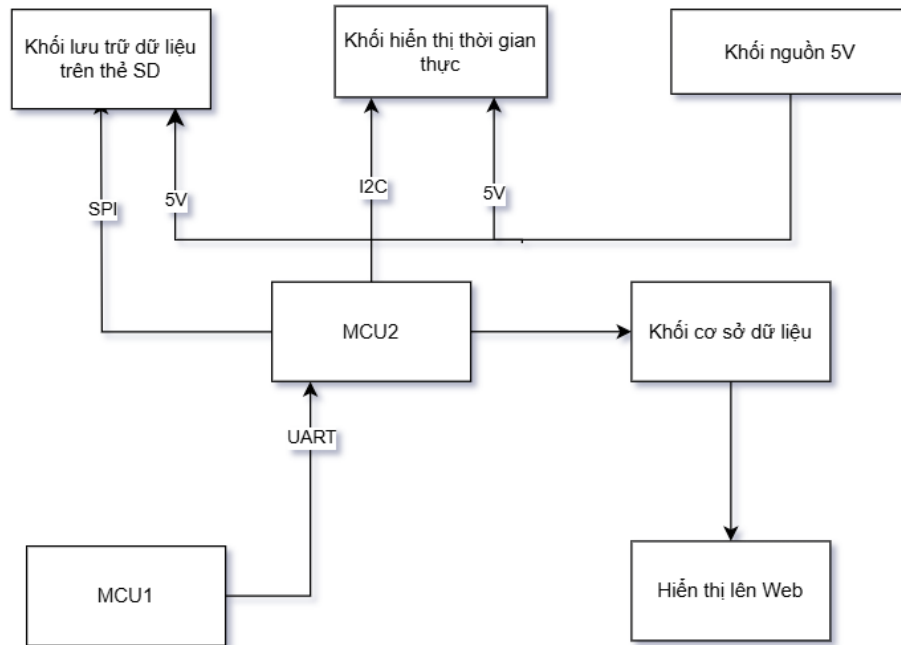 Khối lưu trữ dữ liệu
trên thẻ SD
Khối hiển thị thời gian
thực
Khối nguồn 5V
SPI
5V
I2C
5V
MCU2
Khối cơ sở dữ liệu
UART
MCU1
Hiển thị lên Web